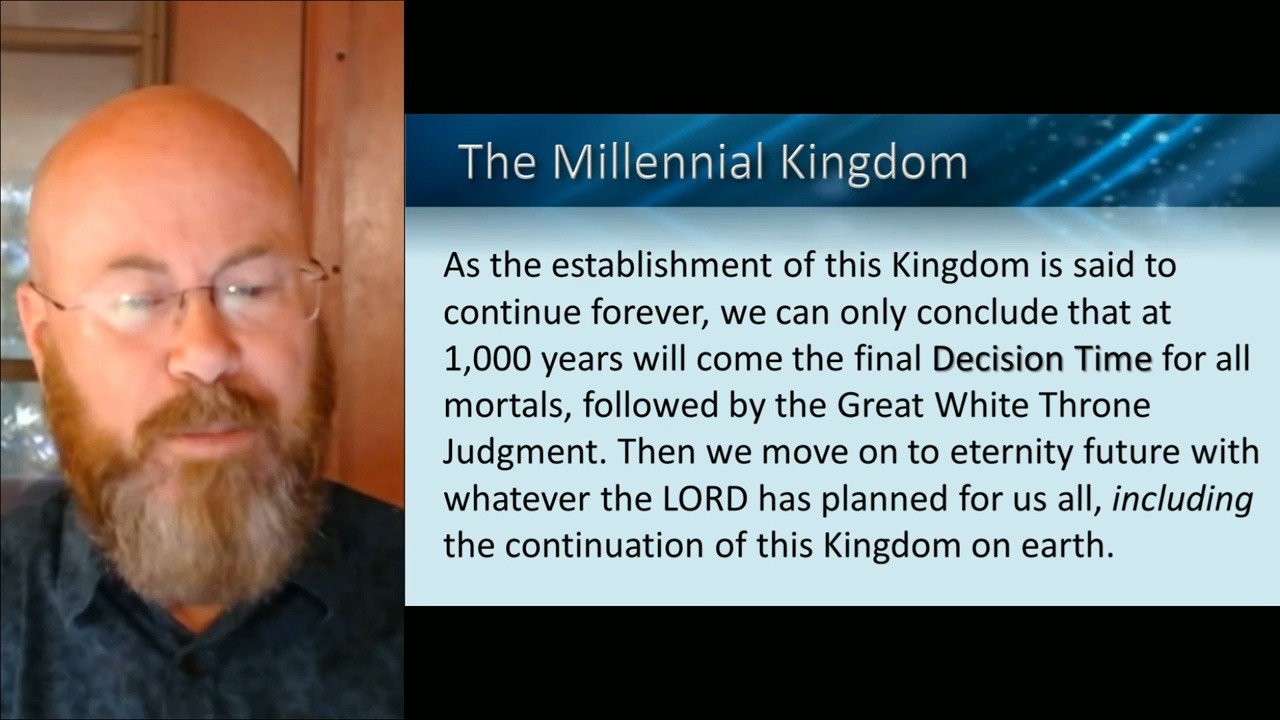 The Millennial Kingdom
As the establishment of this Kingdom is said to
continue forever, we can only conclude that at
1,000 years will come the final Decision Time for all
mortals, followed by the Great White Throne
Judgment. Then we move on to eternity future with
whatever the LORD has planned for us all, including
the continuation of this Kingdom on earth.